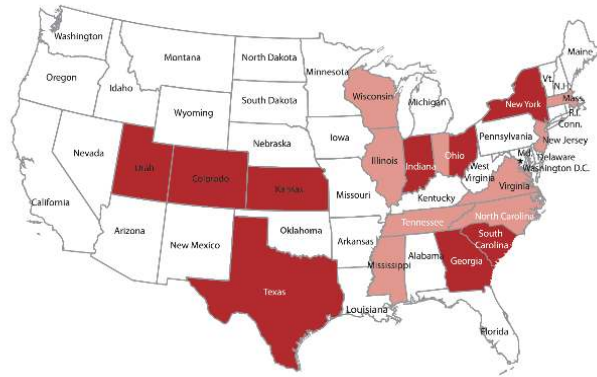 Washington
Montana
North Dakota
Minnesota
Maine
Oregon
Idaho
Wyoming
South Dakota
Wisconsin
Michigan
Vt.
N.H.
New York
Mass.
R.I.
Conn.
Nevada
Utah
Colorado
Nebraska
Iowa
Illinois
Indiana
Ohio
Pennsylvania
New Jersey
Md.
Delaware
Washington D.C.
West
Virginia
Virginia
California
Kansas
Missouri
Kentucky
Arizona
New Mexico
Oklahoma
Arkansas
Tennessee
North Carolina
South
Carolina
Texas
Louisiana
Mississippi
Alabama
Georgia
Florida